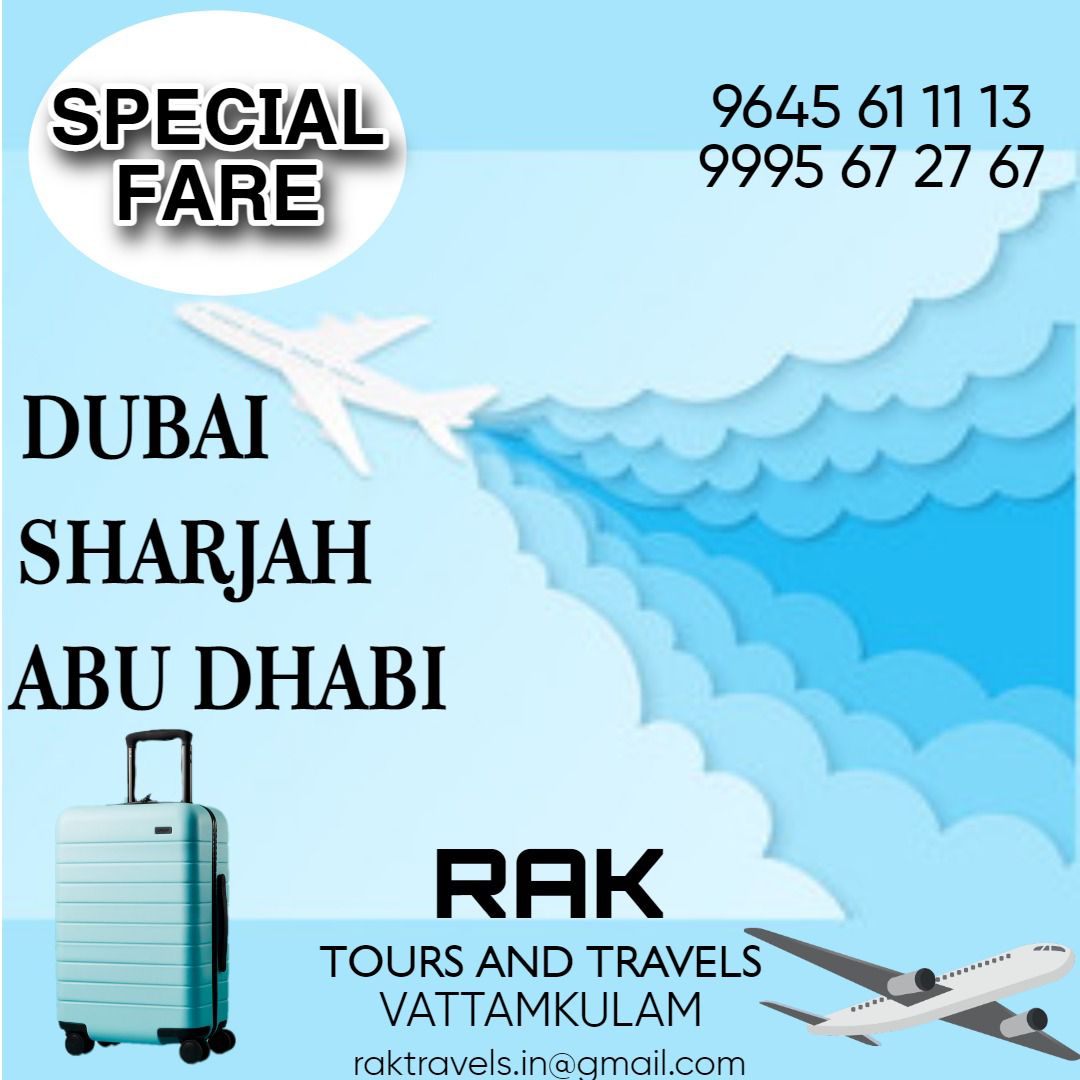 SPECIAL
FARE
9645 61 11 13
9995 67 27 67
DUBAI
SHARJAH
ABU DHABI
RAK
TOURS AND TRAVELS
VATTAMKULAM
raktravels.in@gmail.com